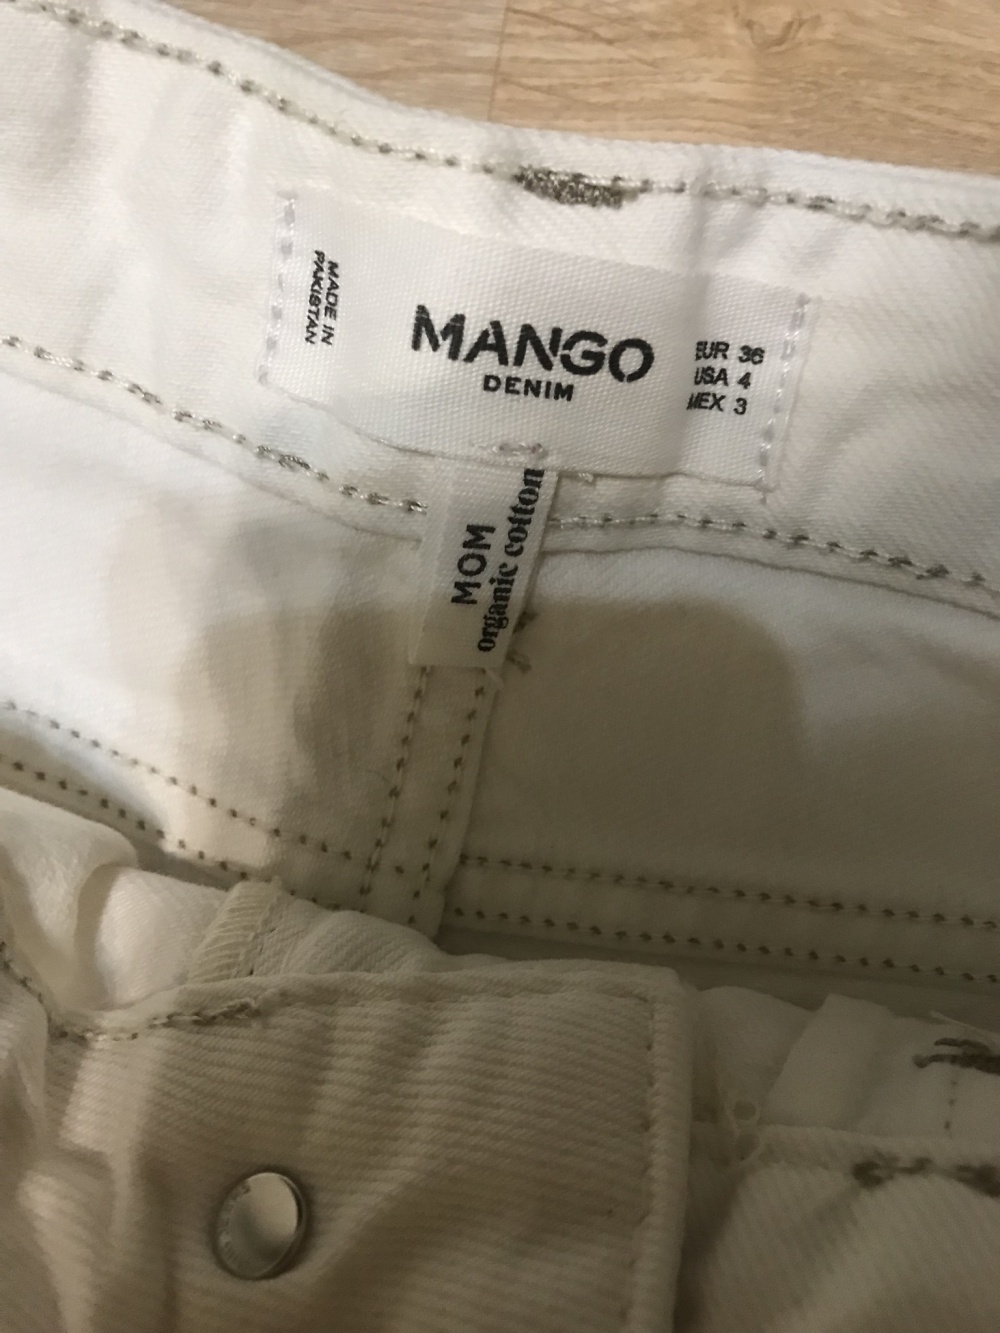 MADE IN
PAKISTAN
MANGO
DENIM
EUR 36
USA 4
MEX 3
MOM
organic cotton